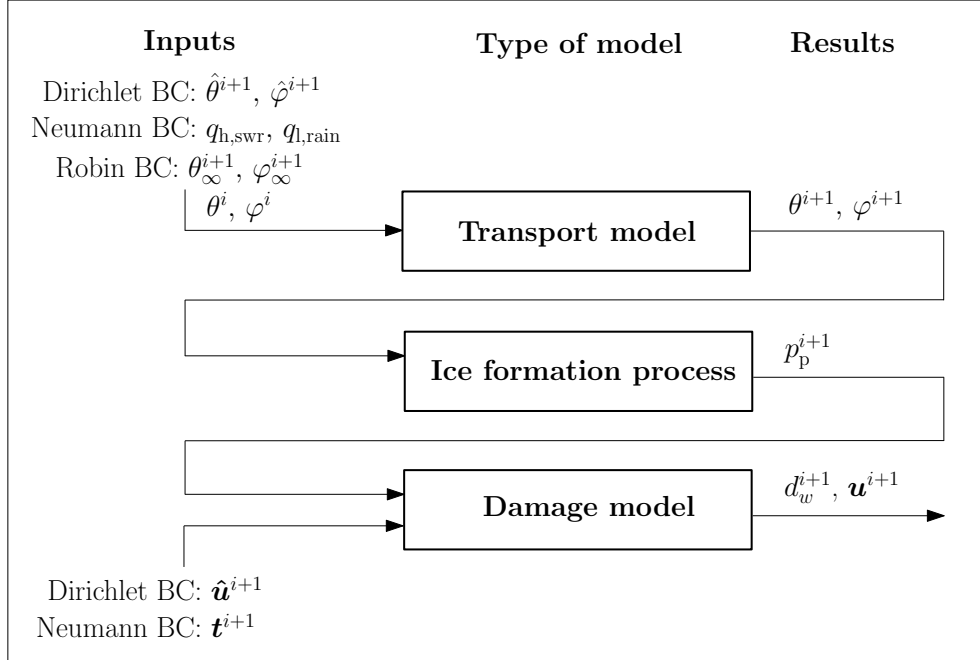 Inputs Type of model Results
Dirichlet BC: θ̂^{i+1}, φ̂^{i+1}
Neumann BC: q_{h,swr}, q_{l,rain}
Robin BC: θ_∞^{i+1}, φ_∞^{i+1}
θ^i, φ^i
Transport model
θ^{i+1}, φ^{i+1}
Ice formation process
p_p^{i+1}
Damage model
d_w^{i+1}, u^{i+1}
Dirichlet BC: û^{i+1}
Neumann BC: t^{i+1}